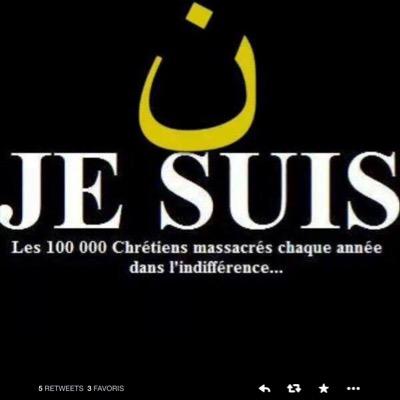 ن
JE SUIS
Les 100 000 Chrétiens massacrés chaque année
dans l'indifférence...
5 RETWEETS 3 FAVORIS